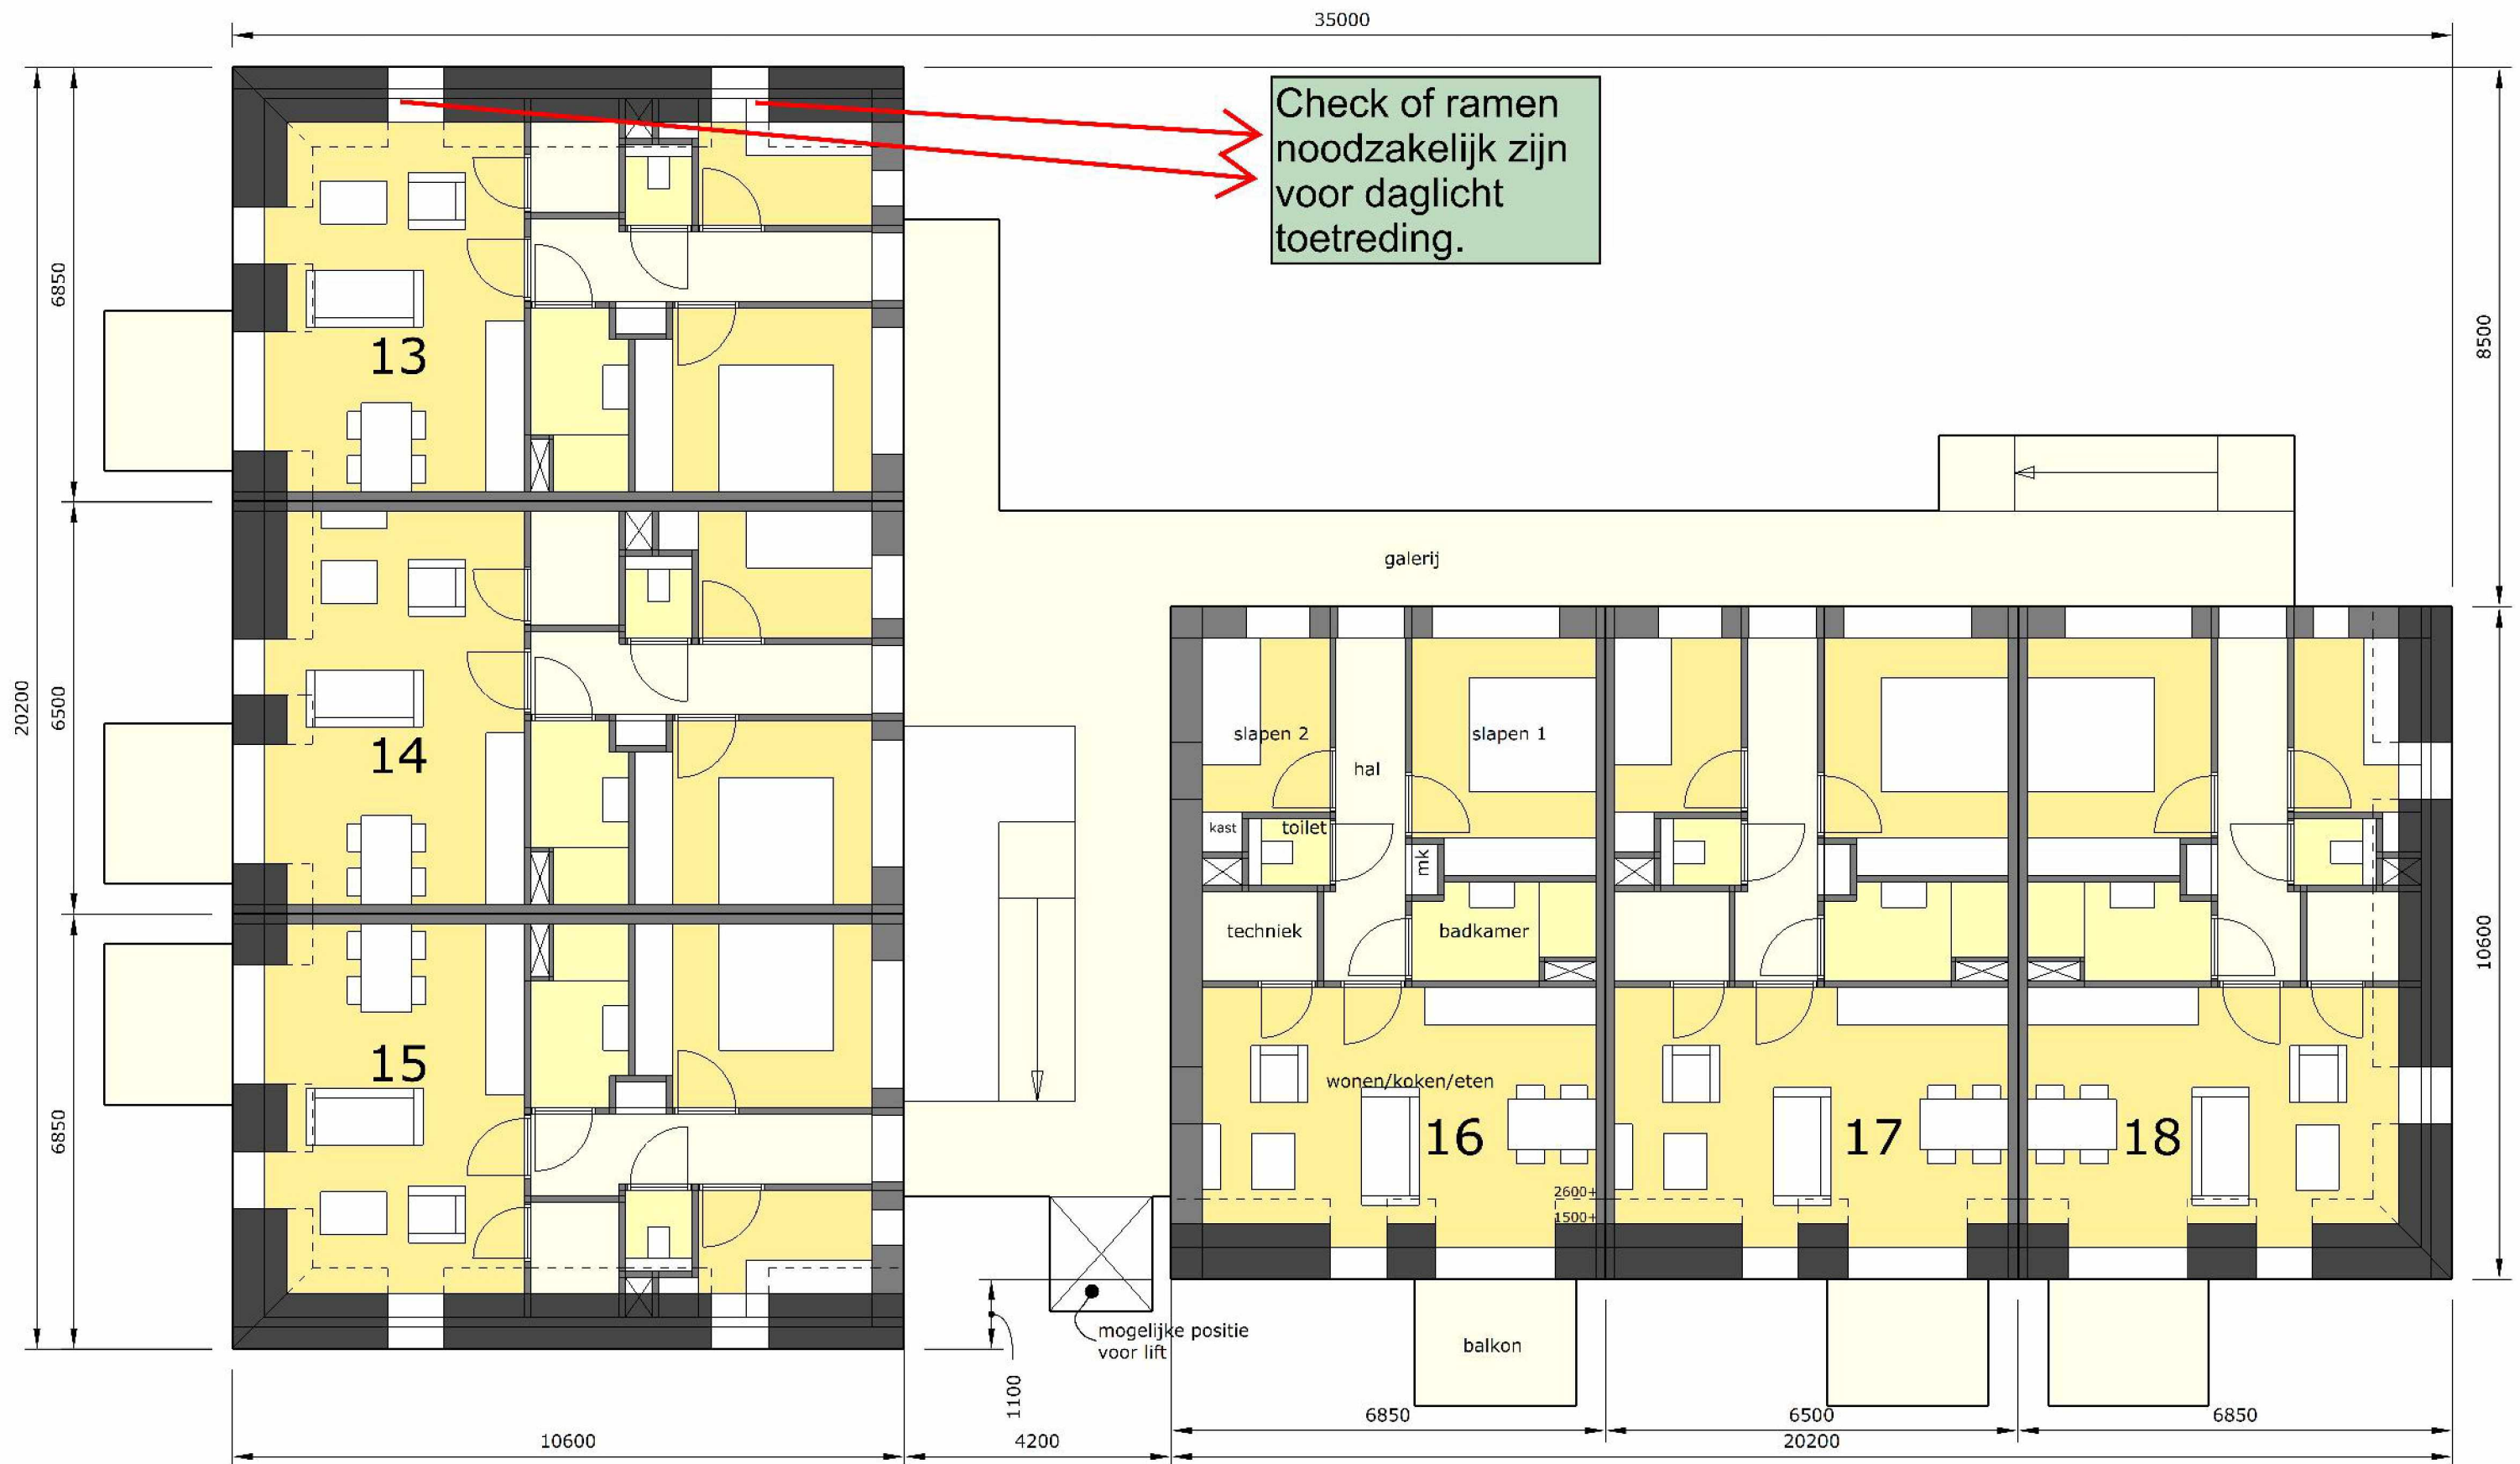 35000
Check of ramen
noodzakelijk zijn
voor daglicht
toetreding.
6850
8500
13
galerij
20200
6500
14
slapen 2
slapen 1
hal
kast
toilet
mk
techniek
badkamer
10600
15
wonen/koken/eten
16
17
18
6850
2600+
1500+
mogelijke positie
voor lift
balkon
1100
6850
6500
6850
10600
4200
20200